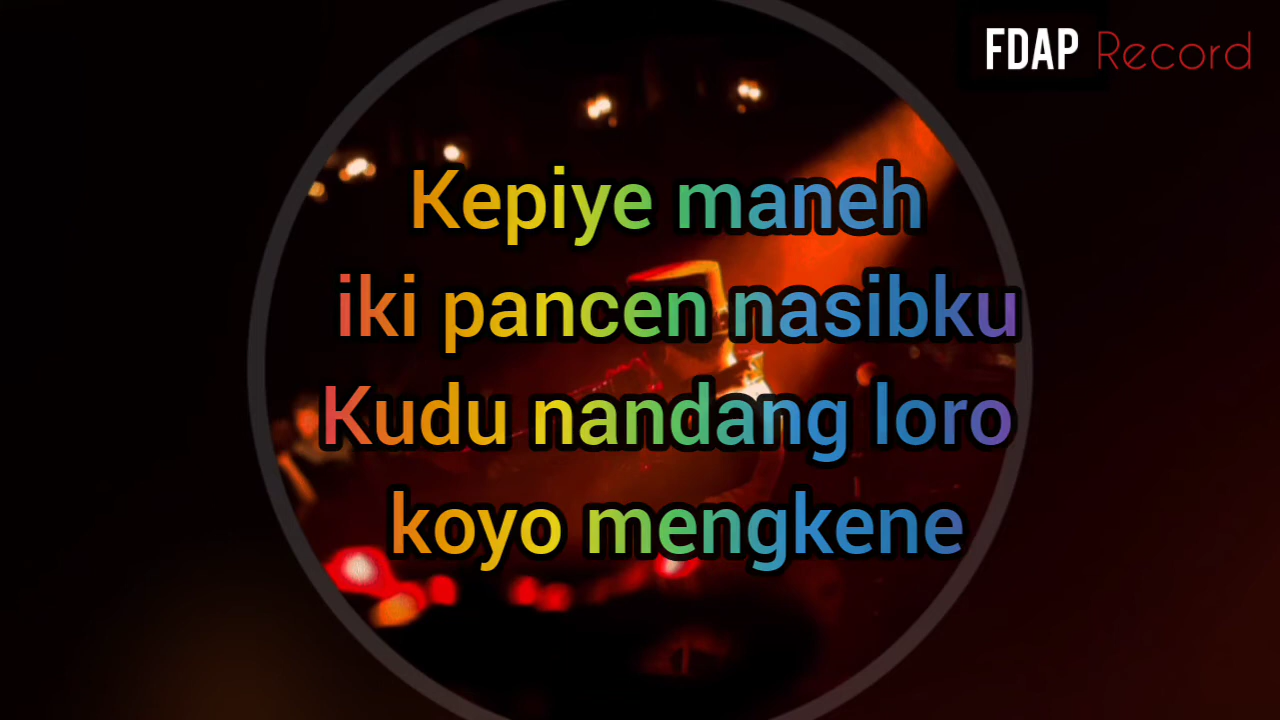 FDAP Record
Kepiye maneh
iki pancen nasibku
Kudu nandang loro
koyo mengkene